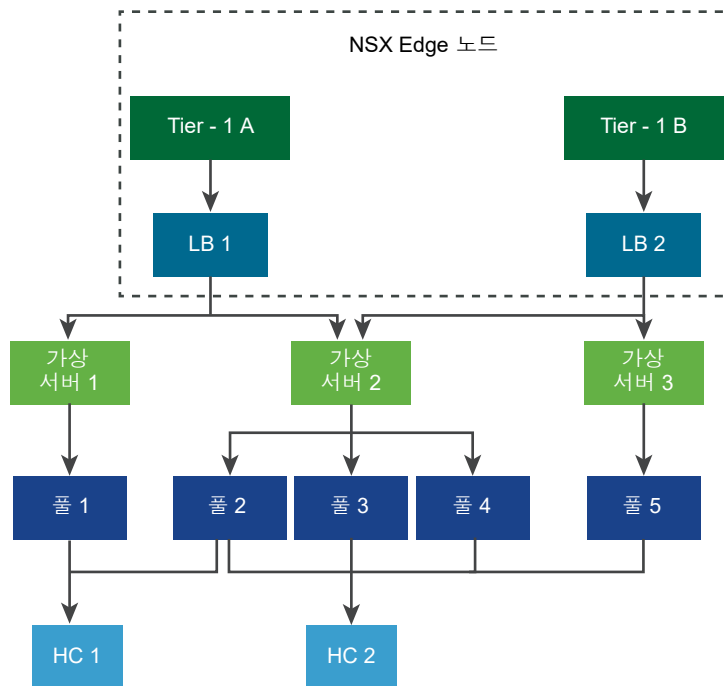 NSX Edge 노드
Tier - 1 A
Tier - 1 B
LB 1
LB 2
가상
서버 1
가상
서버 2
가상
서버 3
풀 1
풀 2
풀 3
풀 4
풀 5
HC 1
HC 2